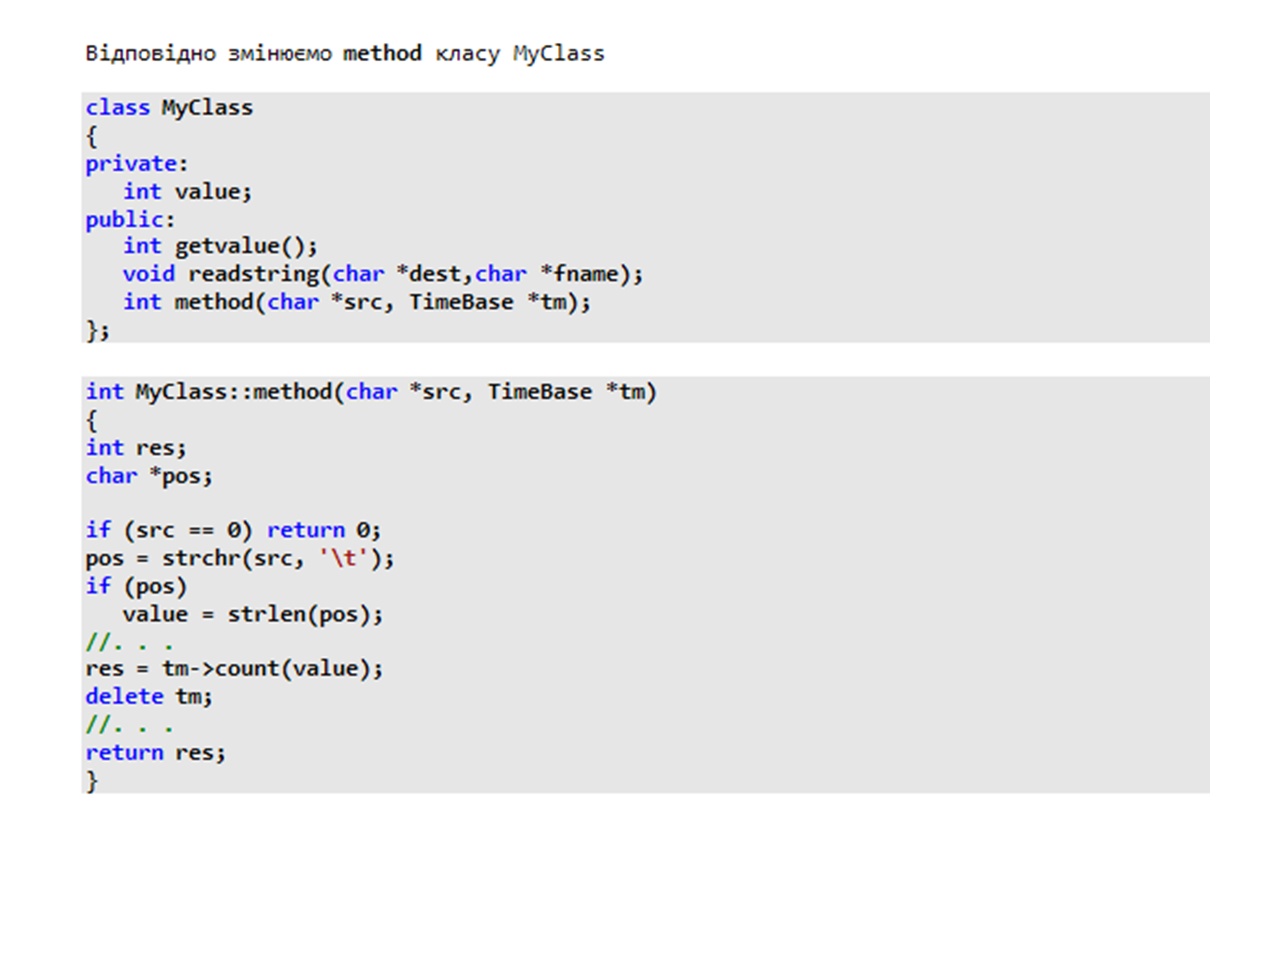 Відповідно змінюємо method класу MyClass
class MyClass
{
private:
int value;
public:
int getvalue();
void readstring(char *dest,char *fname);
int method(char *src, TimeBase *tm);
};
int MyClass::method(char *src, TimeBase *tm)
{
int res;
char *pos;
if (src == 0) return 0;
pos = strchr(src, '\t');
if (pos)
value = strlen(pos);
//. . .
res = tm->count(value);
delete tm;
//. . .
return res;
}